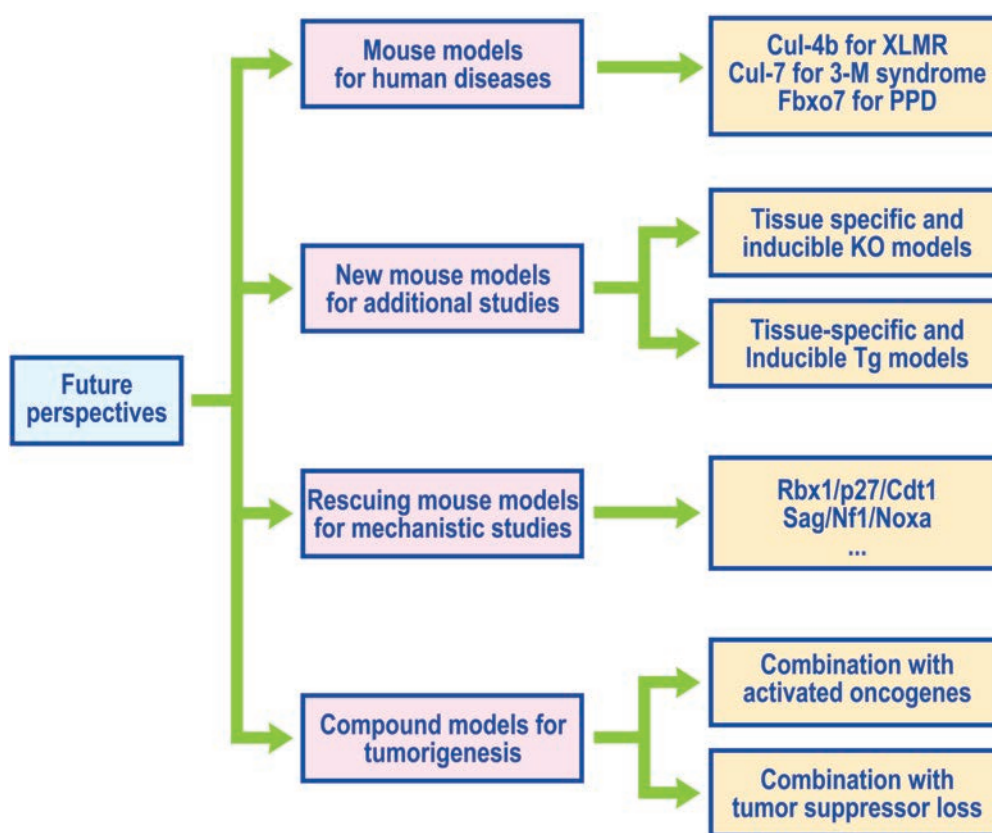 Future
perspectives
Mouse models
for human diseases
Cul-4b for XLMR
Cul-7 for 3-M syndrome
Fbxo7 for PPD
New mouse models
for additional studies
Tissue specific and
inducible KO models
Tissue-specific and
Inducible Tg models
Rescuing mouse models
for mechanistic studies
Rbx1/p27/Cdt1
Sag/Nf1/Noxa
...
Compound models for
tumorigenesis
Combination with
activated oncogenes
Combination with
tumor suppressor loss